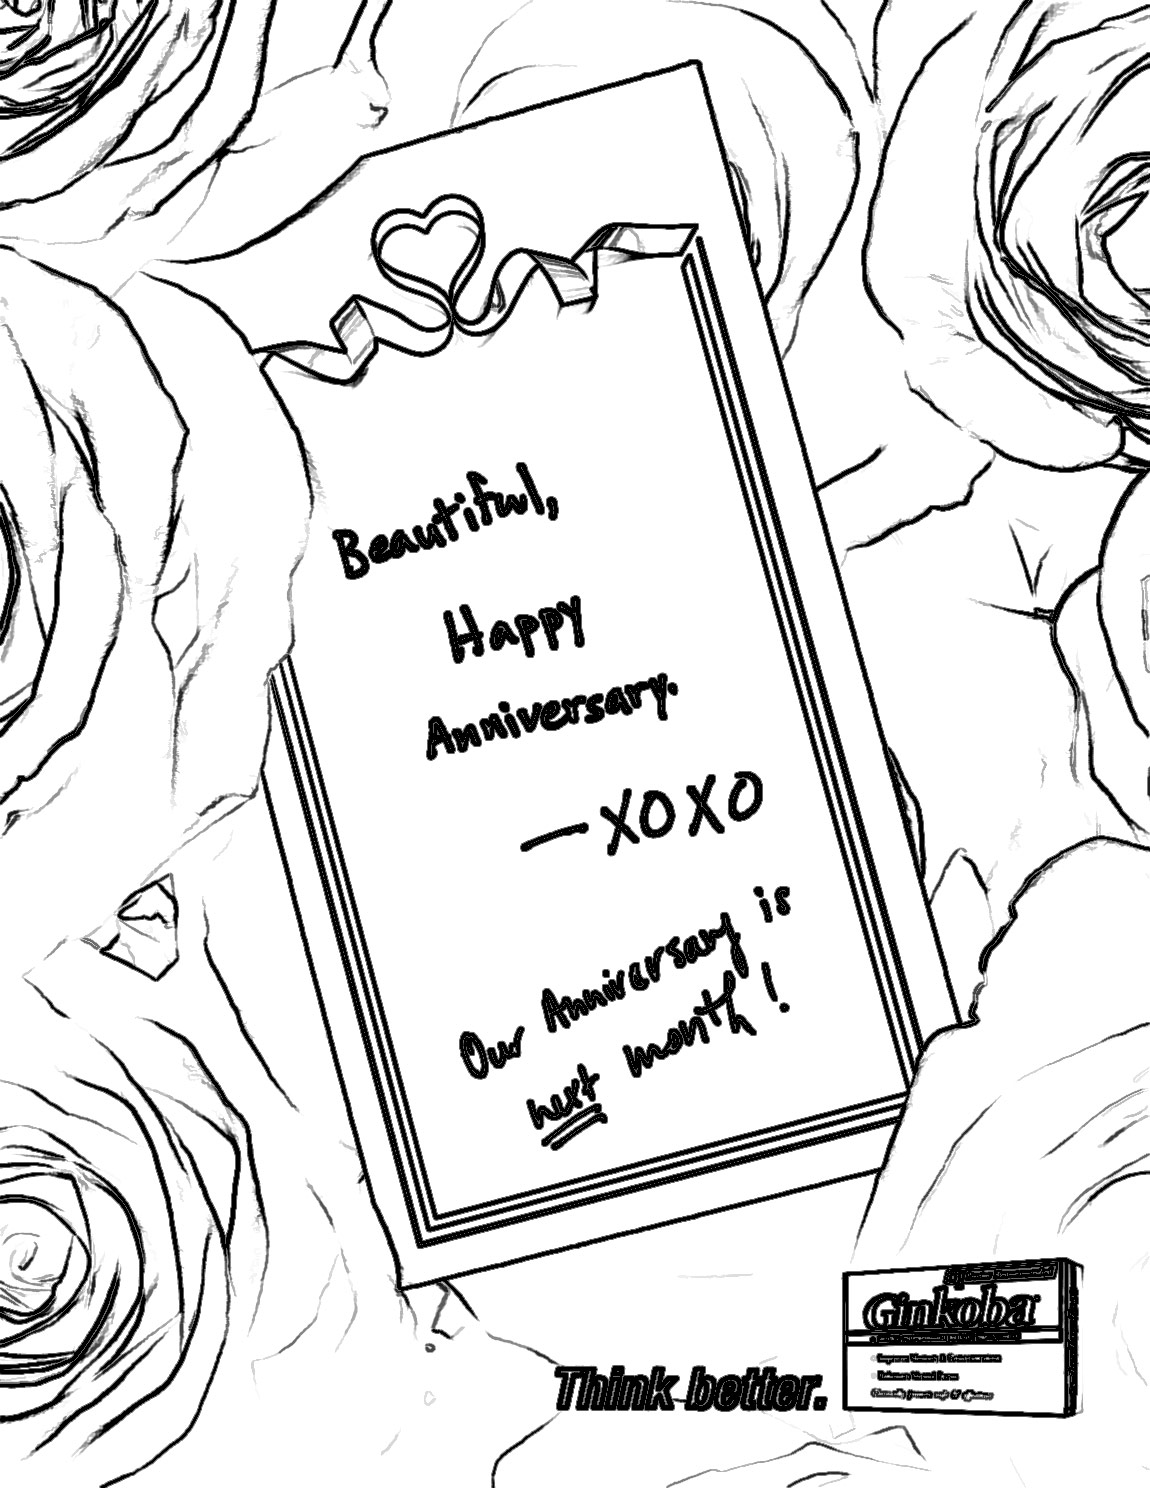 Beautiful,
Happy
Anniversary.
— XOXO
Our Anniversary is
next month!
Think better.
Ginkoba